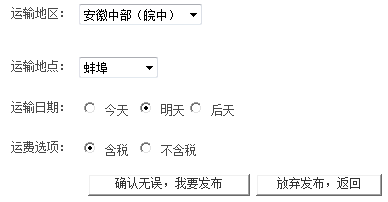 运输地区： 安徽中部（皖中）
运输地点： 蚌埠
运输日期： 今天 明天 后天
运费选项： 含税 不含税
确认无误，我要发布 放弃发布，返回